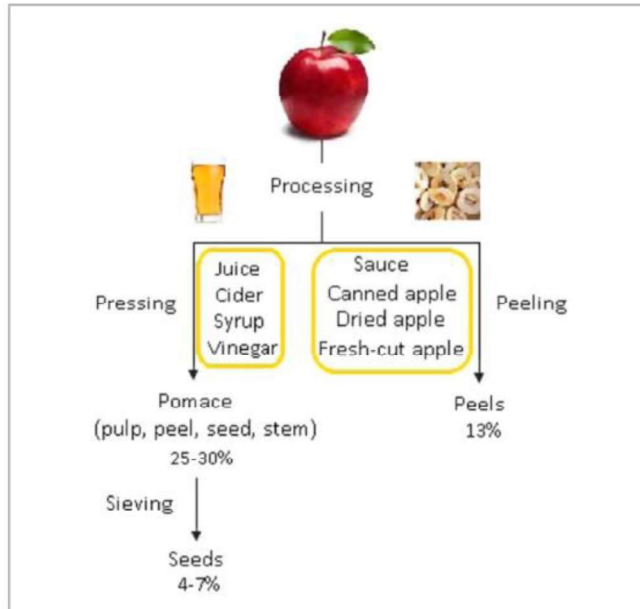 Processing
Pressing
Juice
Cider
Syrup
Vinegar
Sauce
Canned apple
Dried apple
Fresh-cut apple
Peeling
Pomace
(pulp, peel, seed, stem)
25-30%
Peels
13%
Sieving
Seeds
4-7%